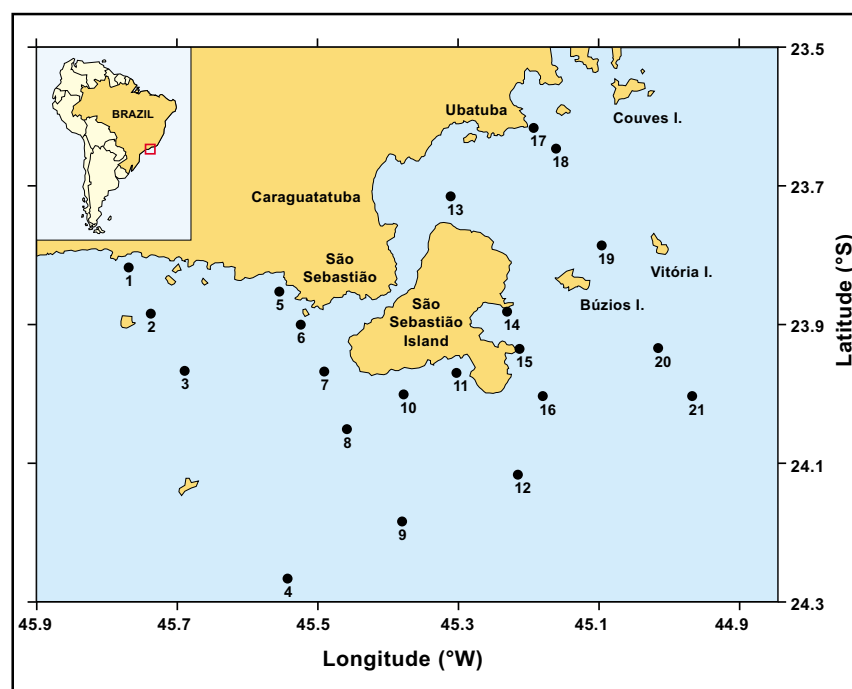 BRAZIL
23.5
Ubatuba
Couves I.
17
18
23.7
Caraguatatuba
13
São
Sebastião
19
Vitória I.
1
5
Búzios I.
São
Sebastião
Island
2
6
14
23.9
15
20
3
7
11
10
16
21
8
24.1
12
9
4
24.3
45.9
45.7
45.5
45.3
45.1
44.9
Longitude (°W)
Latitude (°S)